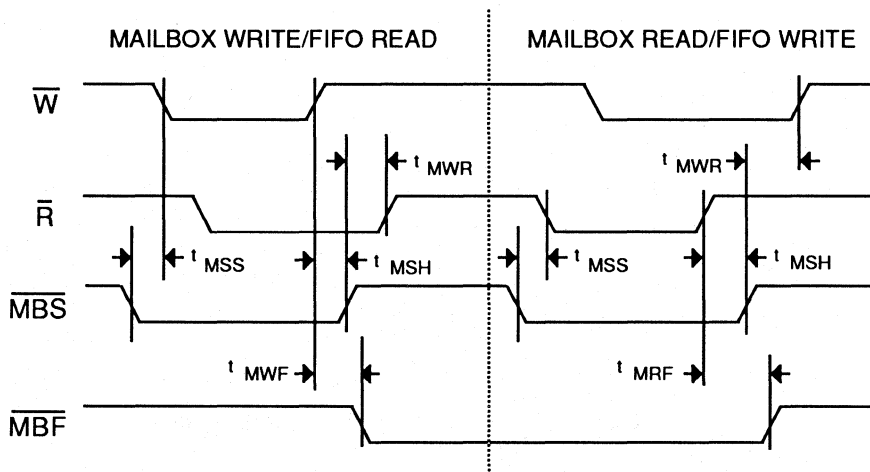 MAILBOX WRITE/FIFO READ
MAILBOX READ/FIFO WRITE
W
t MWR
t MWR
R
t MSS
t MSH
t MSS
t MSH
MBS
t MWF
t MRF
MBF